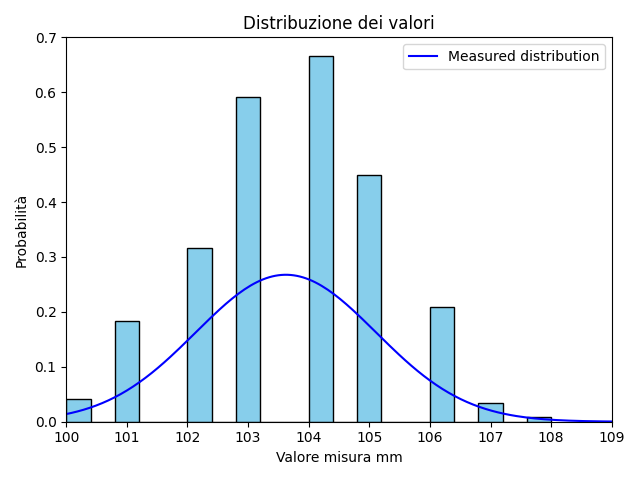 Distribuzione dei valori
Measured distribution
Probabilità
0.7
0.6
0.5
0.4
0.3
0.2
0.1
0.0
100 101 102 103 104 105 106 107 108 109
Valore misura mm